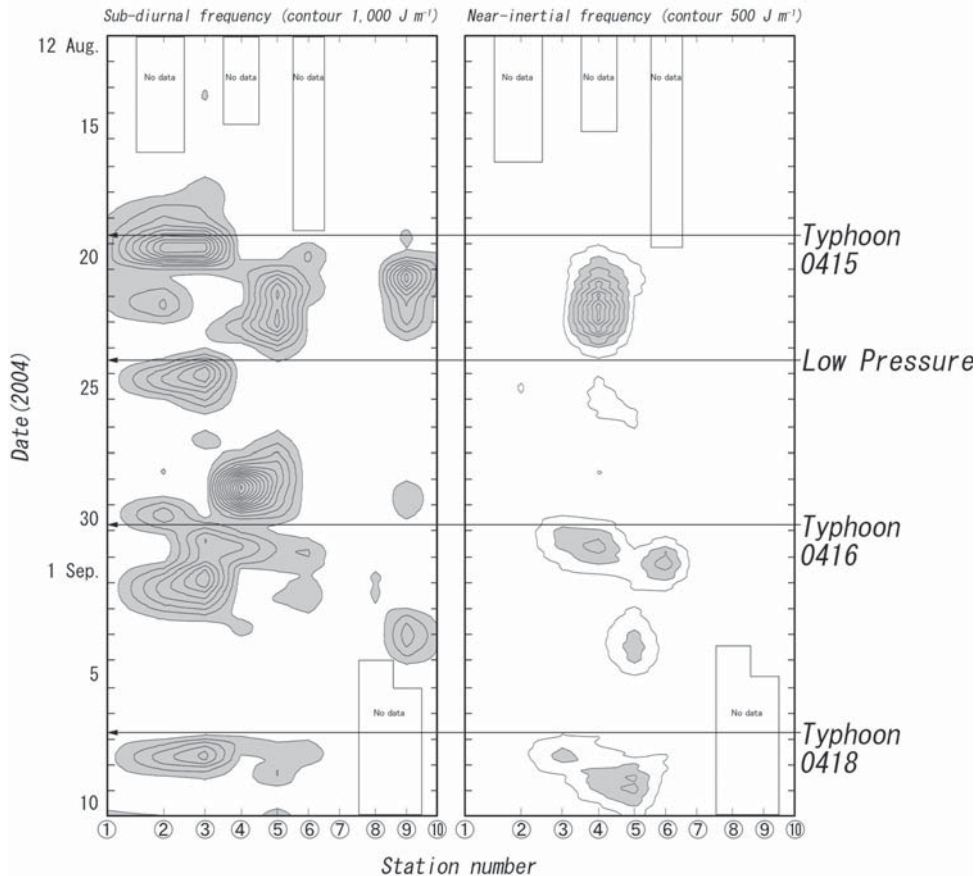 Sub-diurnal frequency (contour 1,000 J m⁻¹)
Near-inertial frequency (contour 500 J m⁻¹)
12 Aug.
15
20
25
30
1 Sep.
5
10
Date(2004)
No data
No data
No data
No data
No data
No data
No data
No data
Typhoon
0415
Low Pressure
Typhoon
0416
Typhoon
0418
① ② ③ ④ ⑤ ⑥ ⑦ ⑧ ⑨ ⑩
① ② ③ ④ ⑤ ⑥ ⑦ ⑧ ⑨ ⑩
Station number